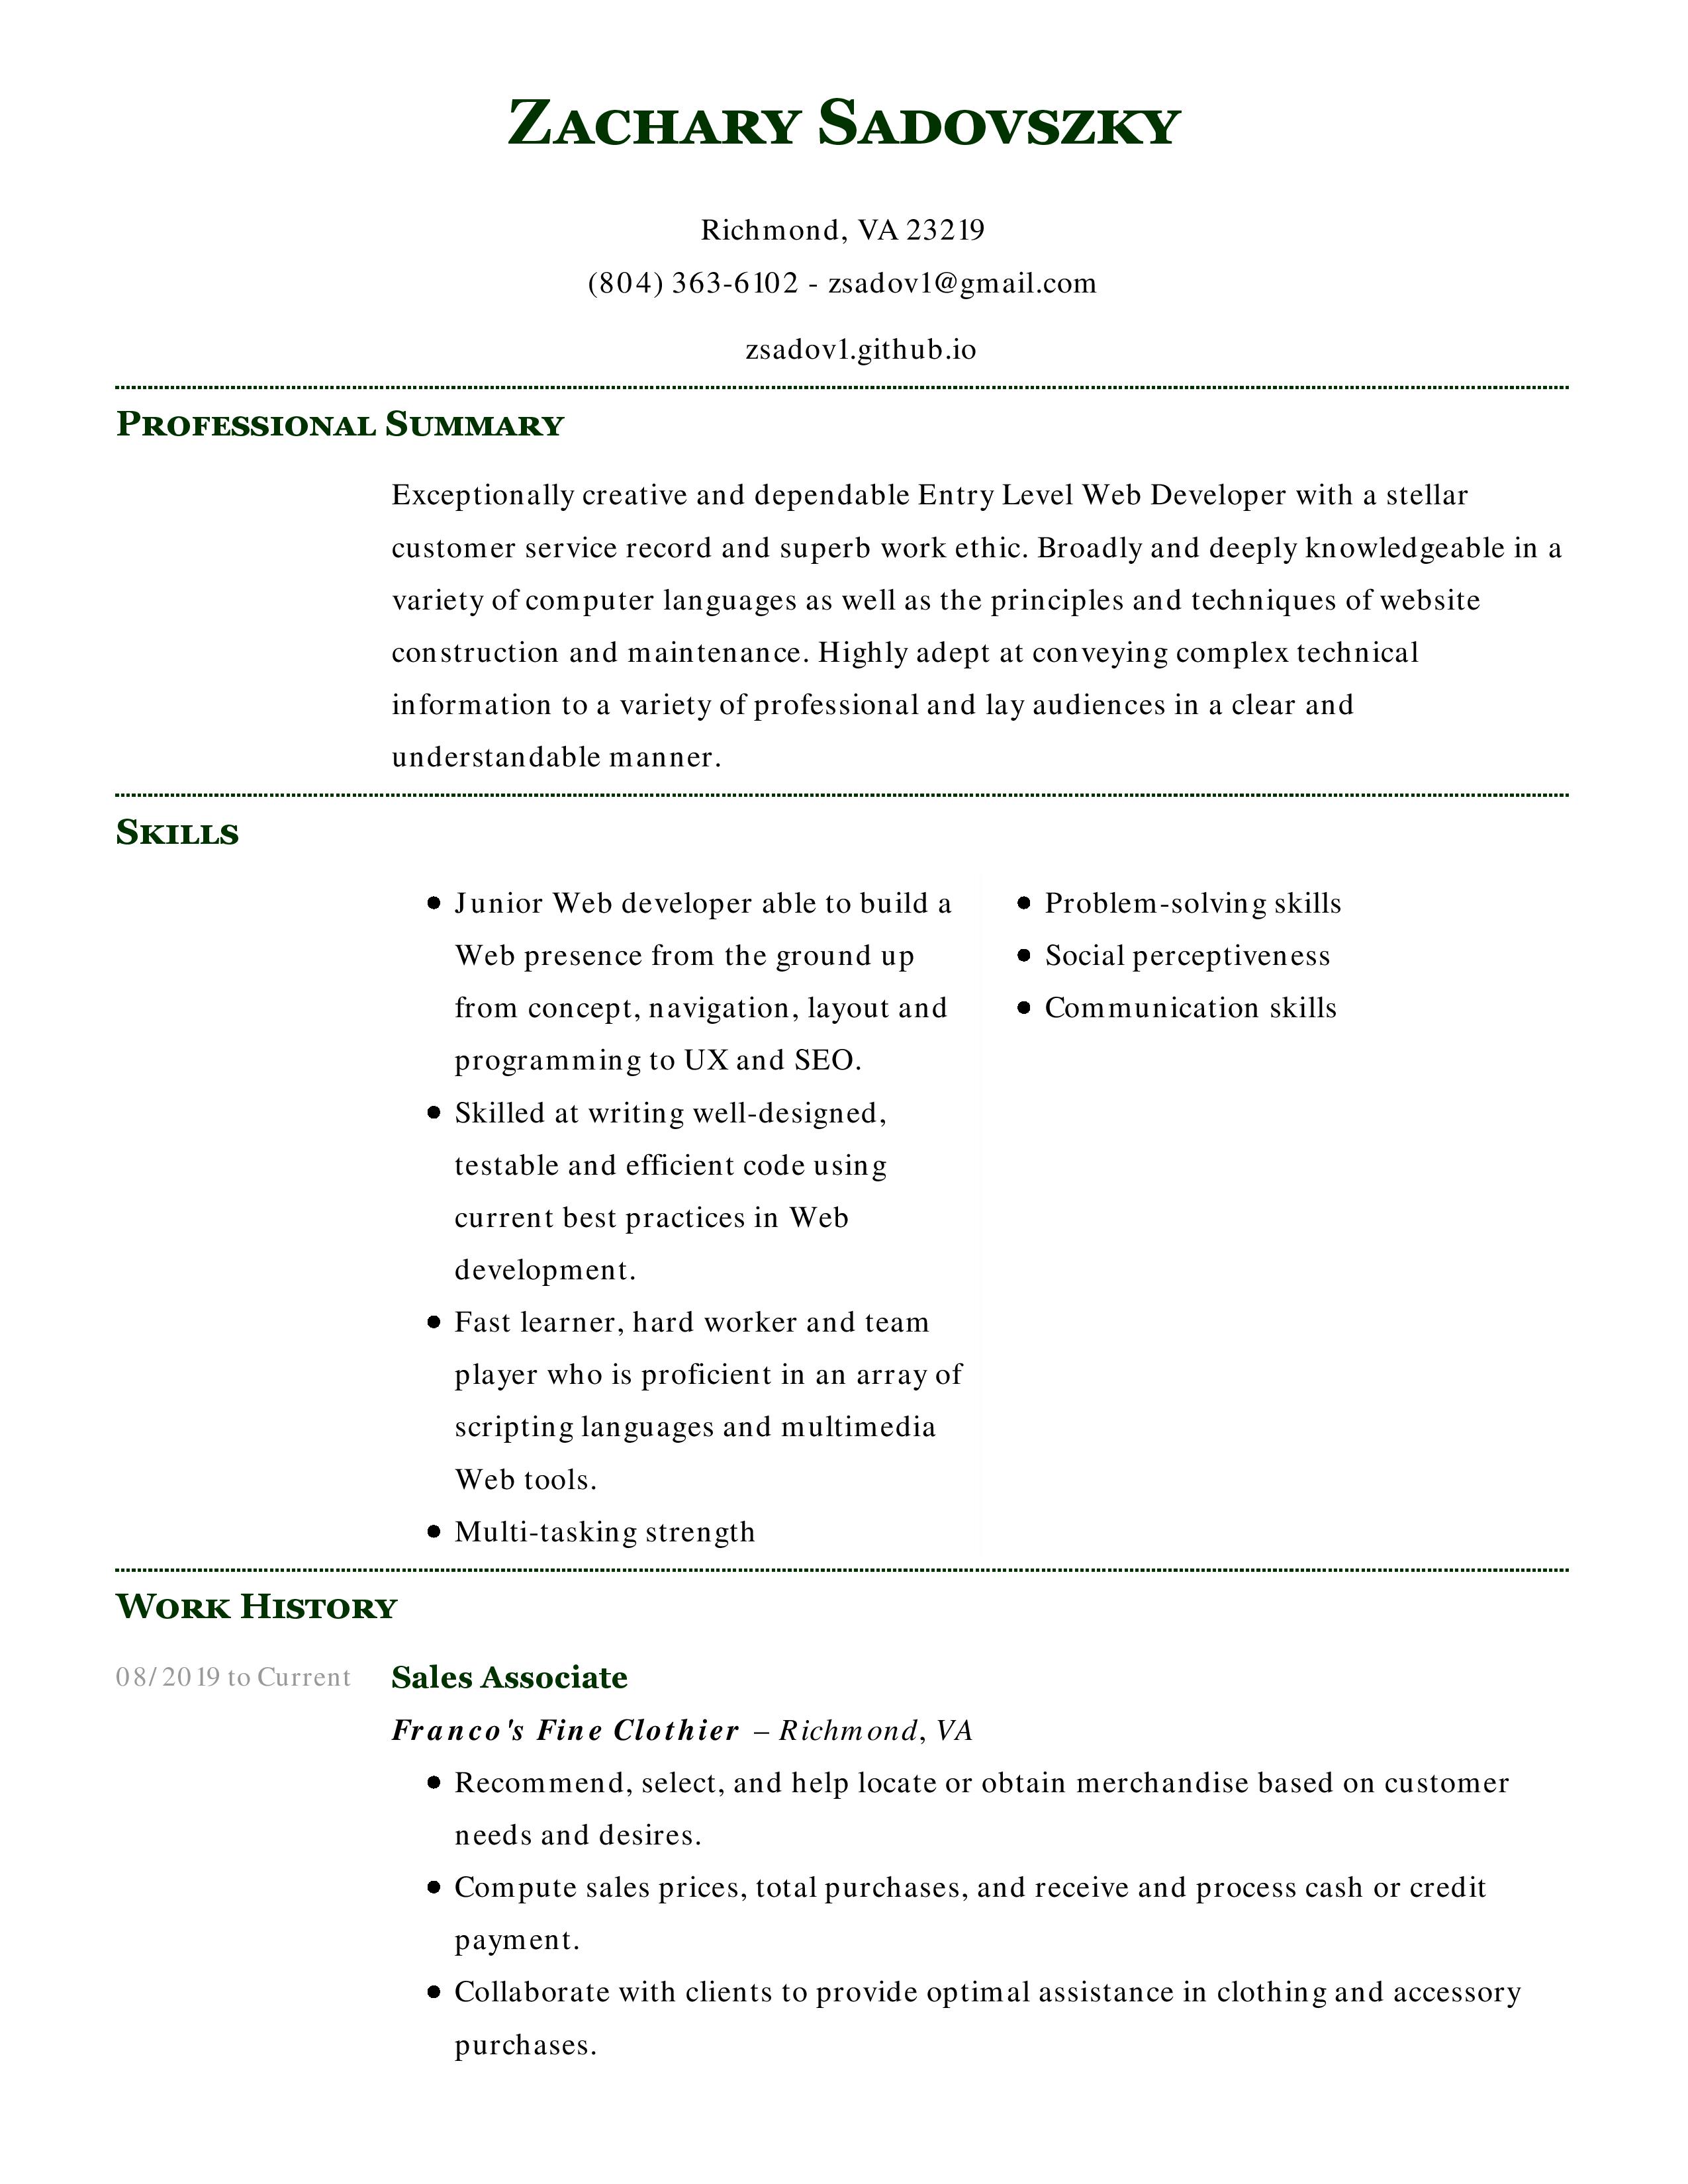 Zachary Sadovszky
Richmond, VA 23219
(804) 363-6102 - zsadov1@gmail.com
zsadov1.github.io
Professional Summary
Exceptionally creative and dependable Entry Level Web Developer with a stellar
customer service record and superb work ethic. Broadly and deeply knowledgeable in a
variety of computer languages as well as the principles and techniques of website
construction and maintenance. Highly adept at conveying complex technical
information to a variety of professional and lay audiences in a clear and
understandable manner.
Skills
• Junior Web developer able to build a
Web presence from the ground up
from concept, navigation, layout and
programming to UX and SEO.
• Skilled at writing well-designed,
testable and efficient code using
current best practices in Web
development.
• Fast learner, hard worker and team
player who is proficient in an array of
scripting languages and multimedia
Web tools.
• Multi-tasking strength
• Problem-solving skills
• Social perceptiveness
• Communication skills
Work History
08/2019 to Current
Sales Associate
Franco's Fine Clothier – Richmond, VA
• Recommend, select, and help locate or obtain merchandise based on customer
needs and desires.
• Compute sales prices, total purchases, and receive and process cash or credit
payment.
• Collaborate with clients to provide optimal assistance in clothing and accessory
purchases.